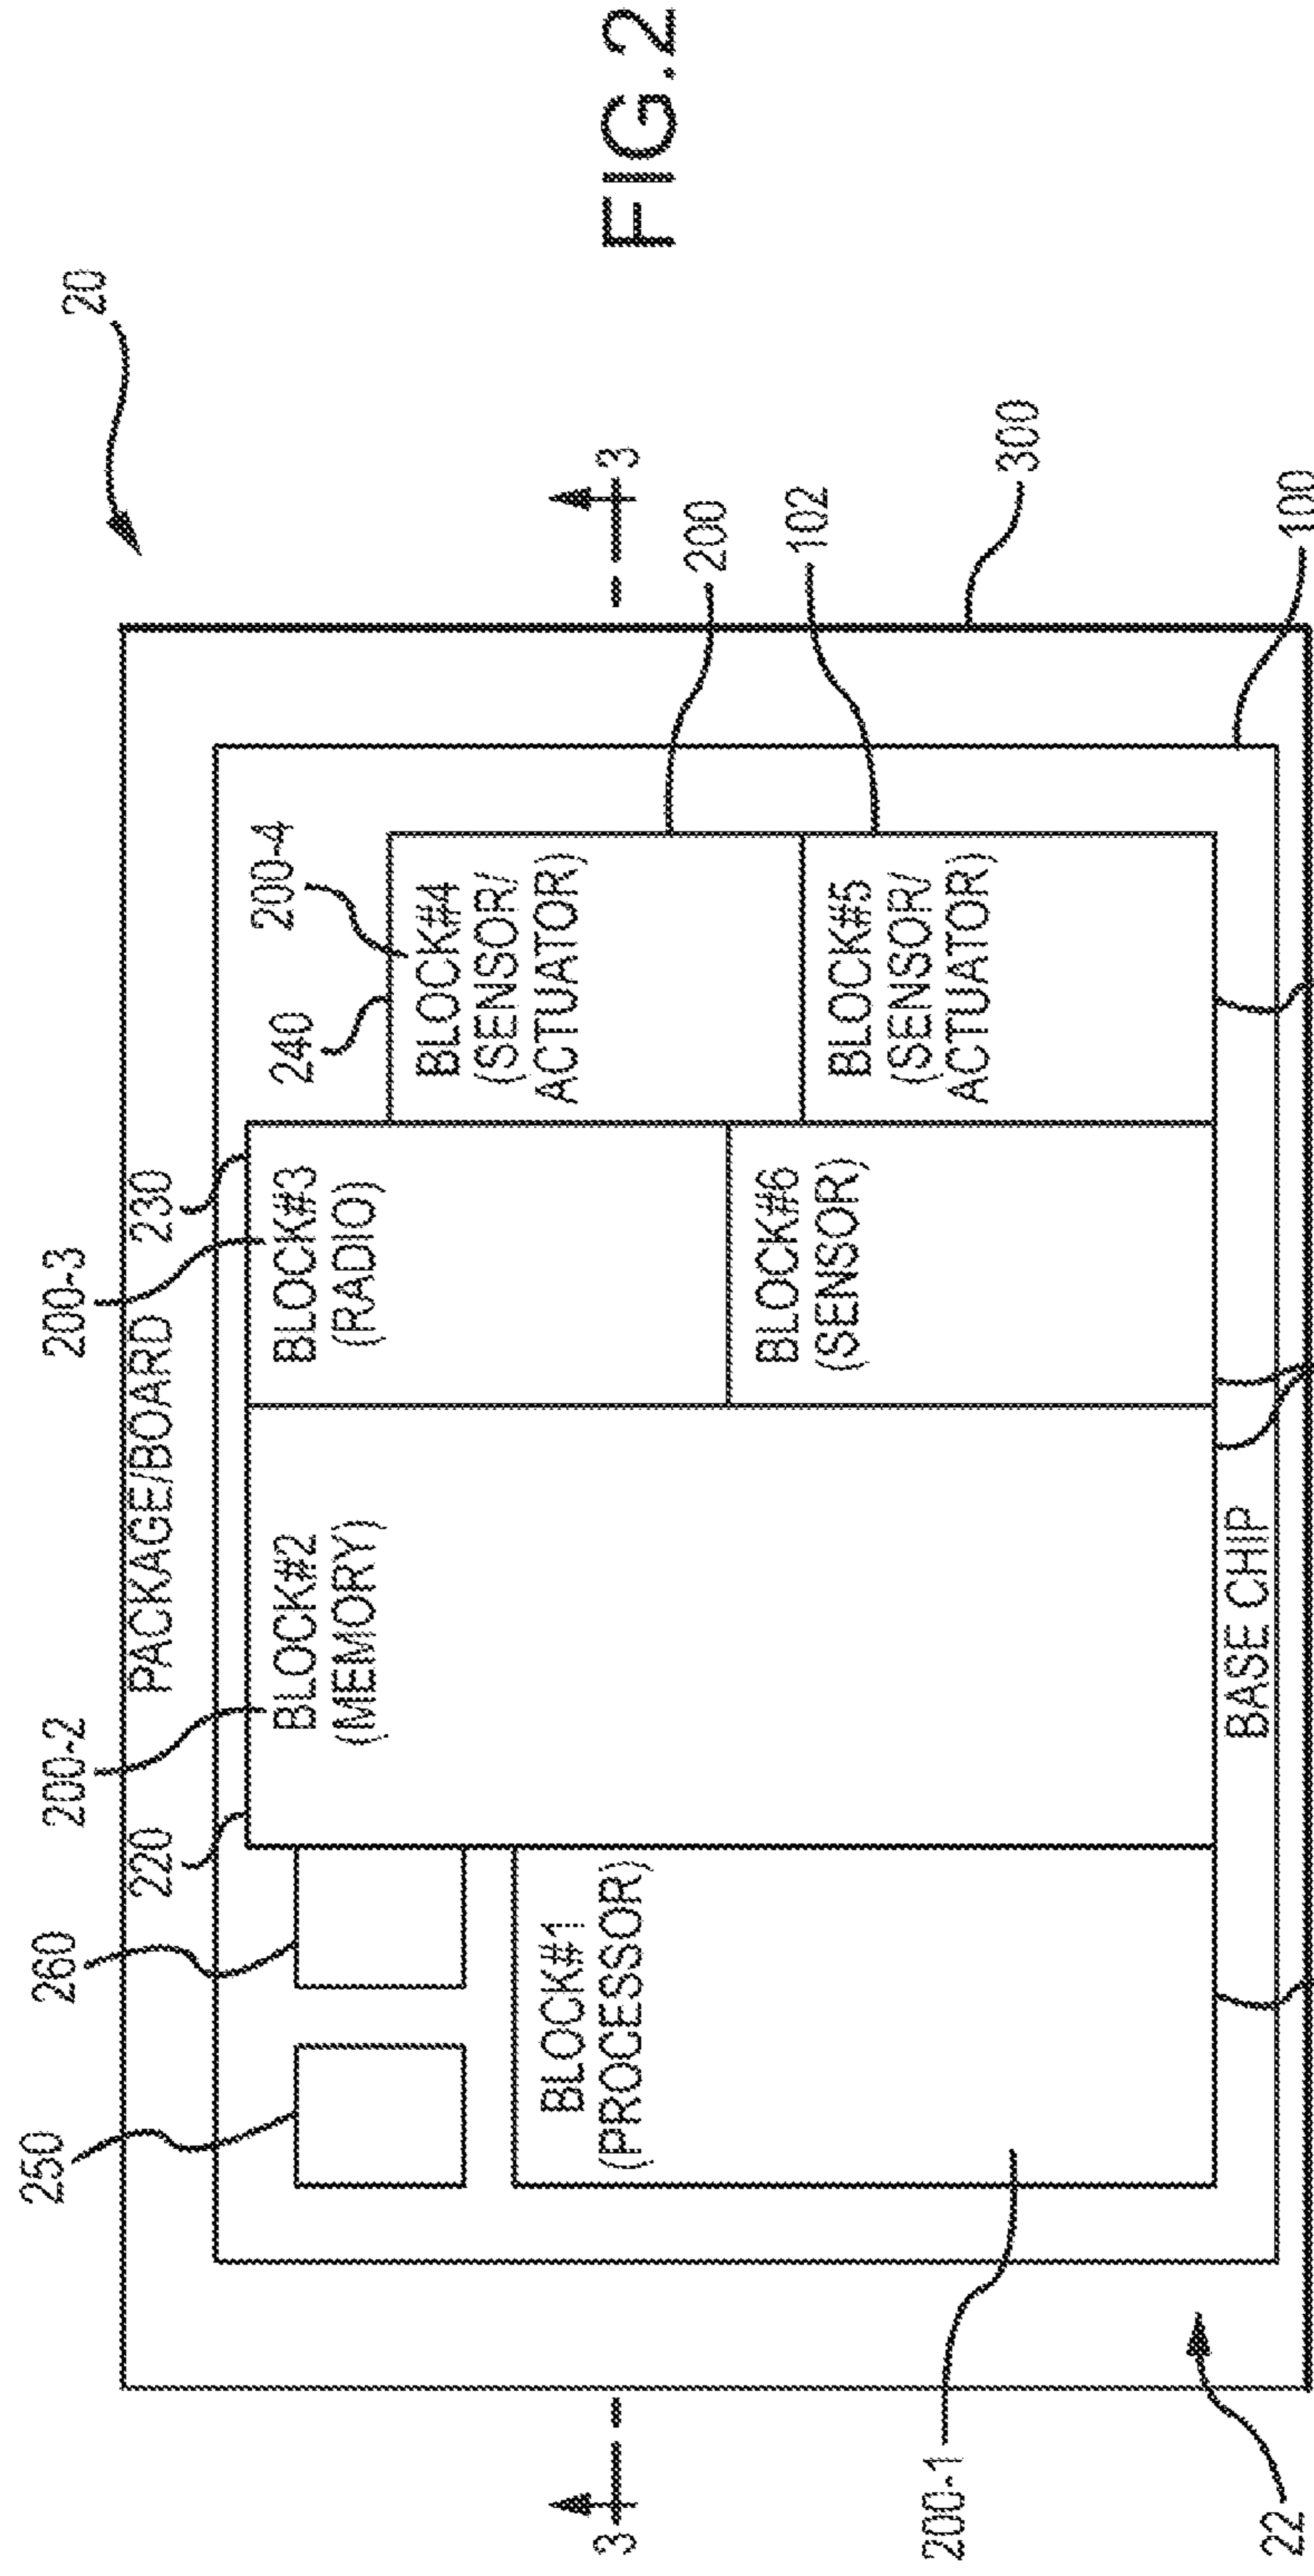 20
200-3
200-2
PACKAGE/BOARD
230
220
260
250
200-4
240
BLOCK#2
(MEMORY)
BLOCK#3
(RADIO)
BLOCK#4
(SENSOR/
ACTUATOR)
BLOCK#1
(PROCESSOR)
3
3
200
102
BLOCK#6
(SENSOR)
BLOCK#5
(SENSOR/
ACTUATOR)
300
200-1
BASE CHIP
100
22
FIG.2